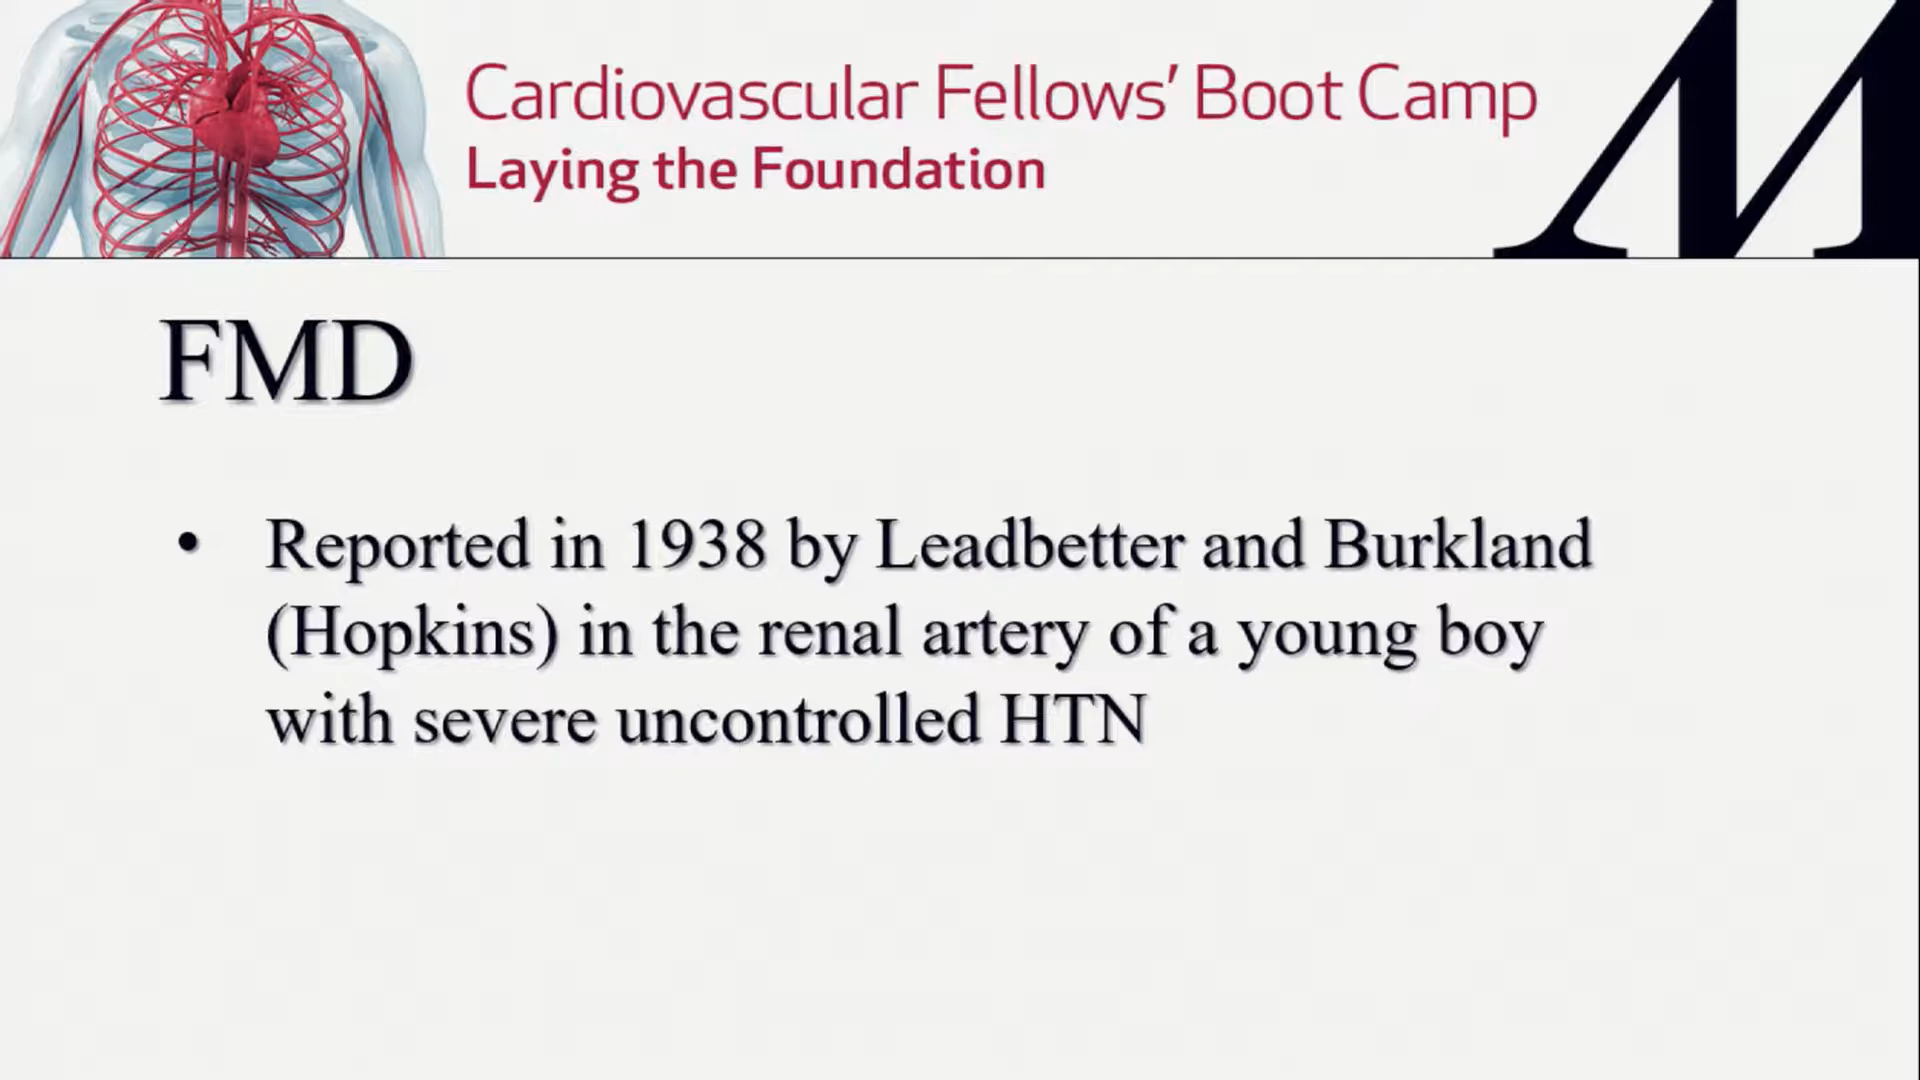 Cardiovascular Fellows’ Boot Camp
Laying the Foundation
M
FMD
• Reported in 1938 by Leadbetter and Burkland
(Hopkins) in the renal artery of a young boy
with severe uncontrolled HTN